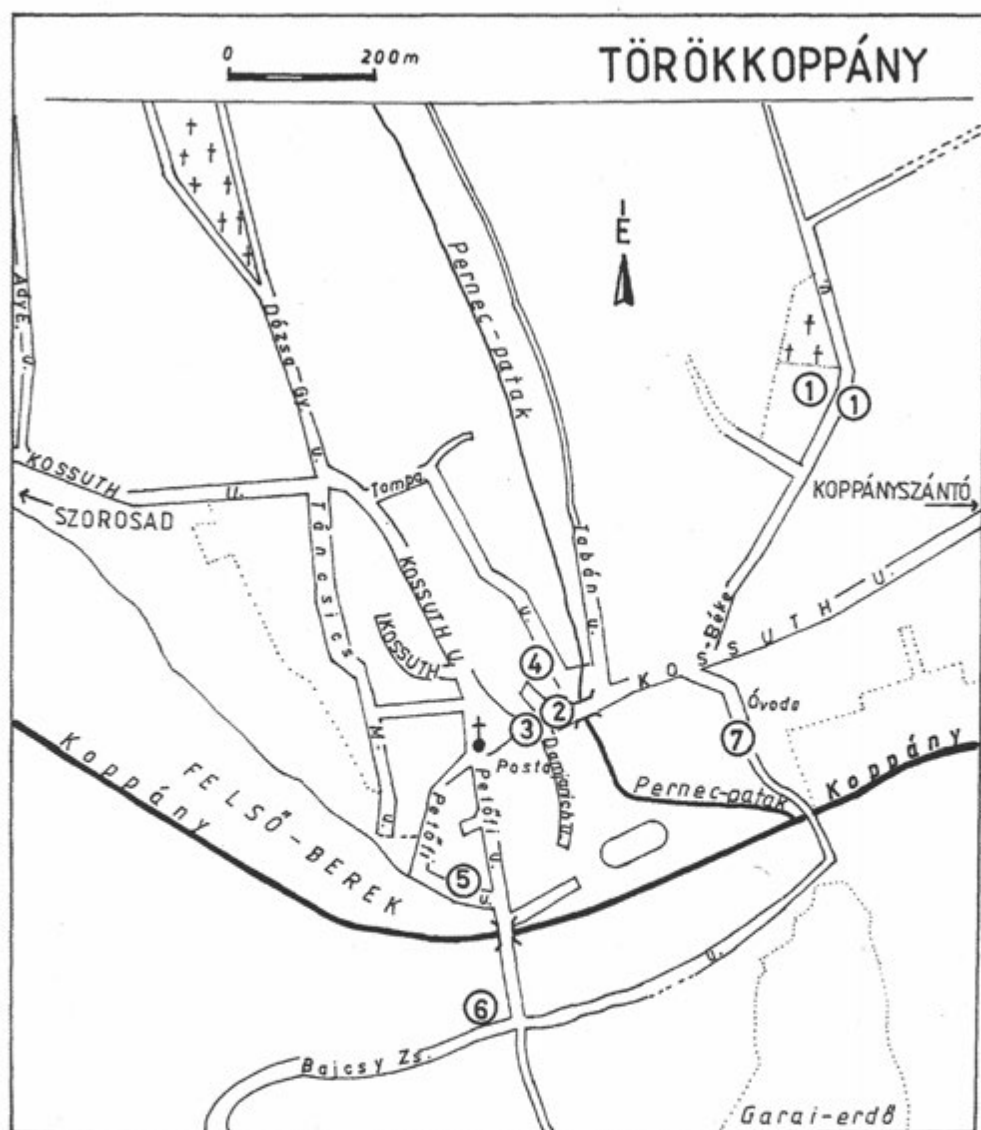 0 200m
TÖRÖKKOPPÁNY
É
Ady E. u.
Dózsa Gy. u.
Pernec-patak
u.
1
1
KOSSUTH U.
Tompa
KOPPÁNYSZÁNTÓ
SZOROSAD
Táncsics
M. u.
KOSSUTH U.
KOSSUTH
Tabán u.
Béke
u.
4
KOSSUTH U.
2
3
Óvoda
7
Posta
Damjanich U.
Petőfi u.
Petőfi
u.
Pernec-patak
Koppány
Koppány
FELSŐ-BEREK
5
6
u.
Bajcsy Zs.
Garai-erdő